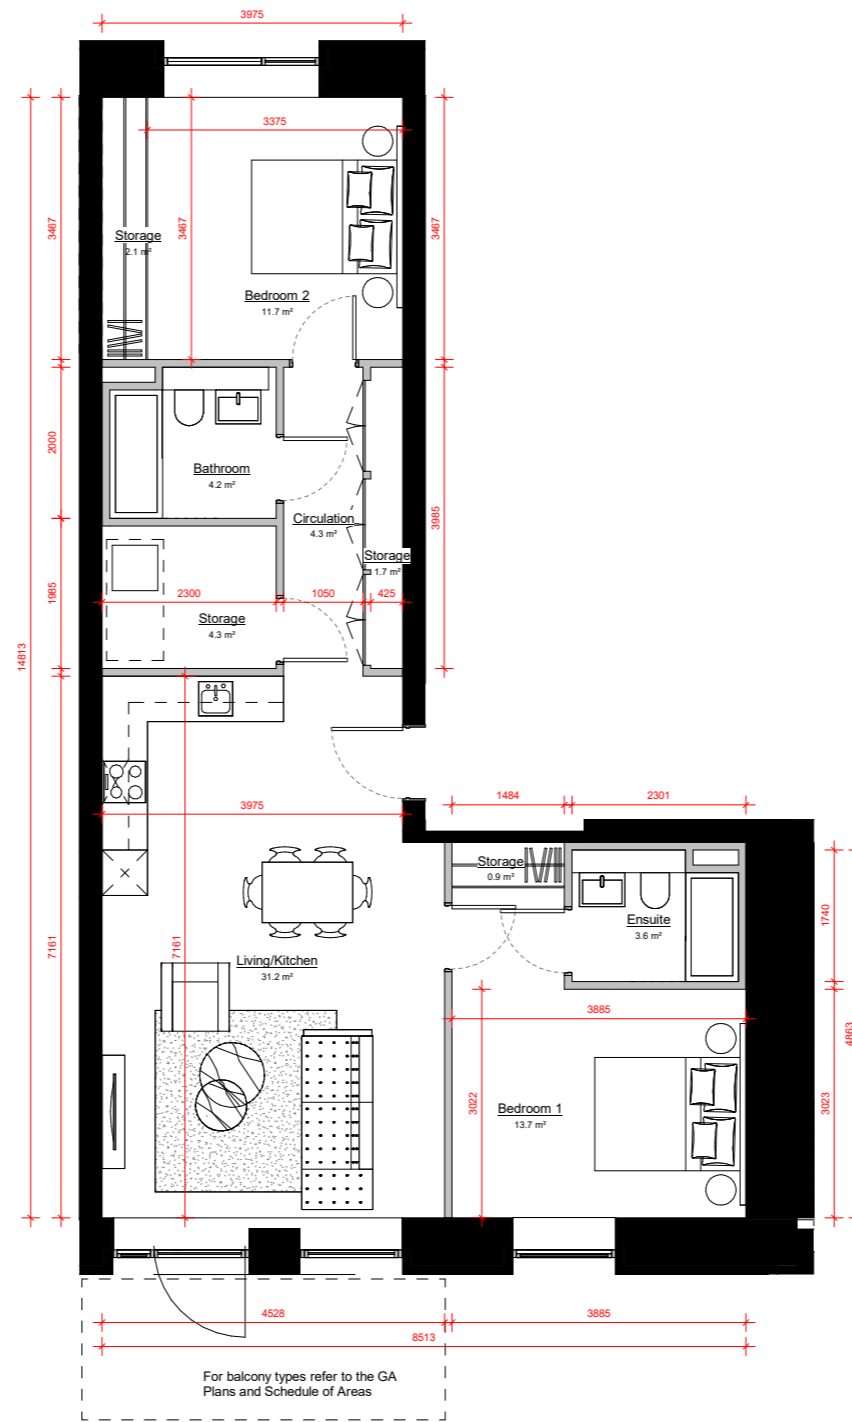 3975
3375
3467
3467
3467
Storage
2.1 m²
Bedroom 2
11.7 m²
2000
Bathroom
4.2 m²
Circulation
4.3 m²
3985
Storage
1.7 m²
1985
2300
1050
425
Storage
4.3 m²
14813
3975
1484
2301
Storage
0.9 m²
Ensuite
3.6 m²
1740
7161
7161
Living/Kitchen
31.2 m²
3885
4863
3022
3023
Bedroom 1
13.7 m²
4528
3885
8513
For balcony types refer to the GA
Plans and Schedule of Areas